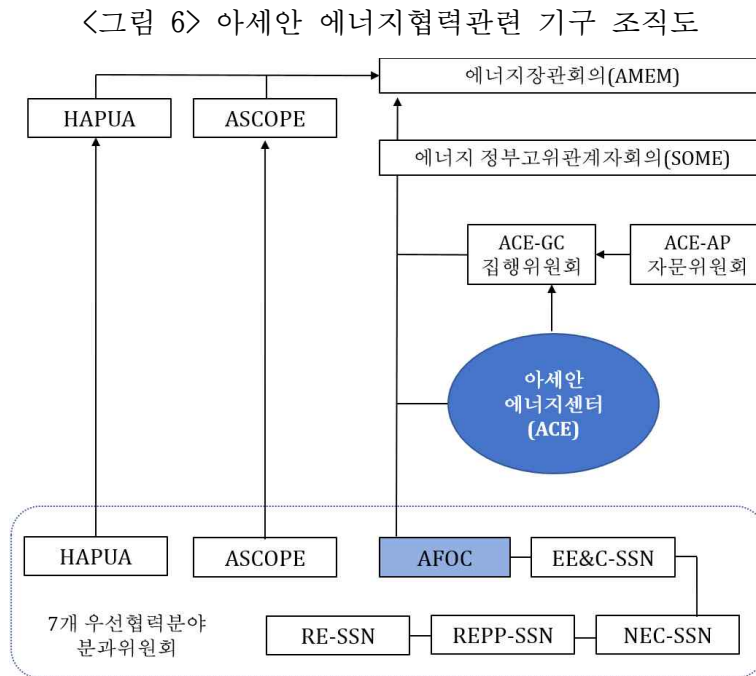 <그림 6> 아세안 에너지협력관련 기구 조직도
에너지장관회의(AMEM)
HAPUA
ASCOPE
에너지 정부고위관계자회의(SOME)
ACE-GC
집행위원회
ACE-AP
자문위원회
아세안
에너지센터
(ACE)
HAPUA
ASCOPE
AFOC
EE&C-SSN
7개 우선협력분야
분과위원회
RE-SSN
REPP-SSN
NEC-SSN